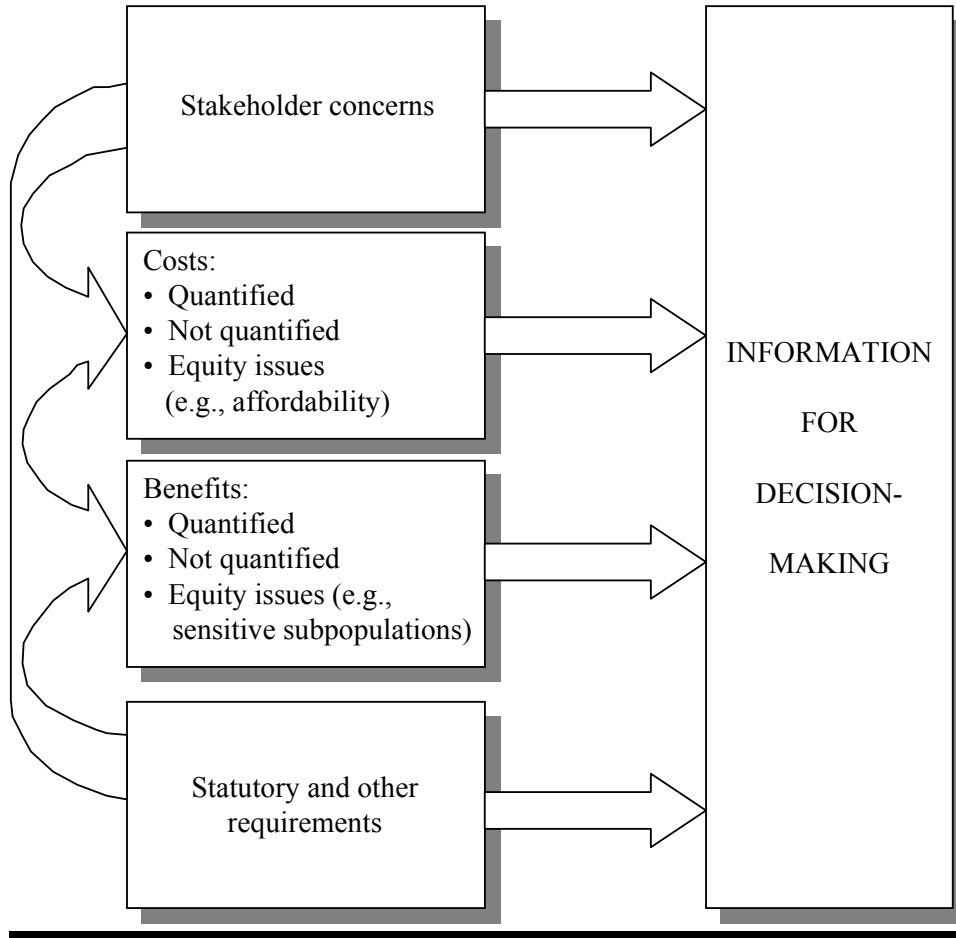 Stakeholder concerns
Costs:
• Quantified
• Not quantified
• Equity issues
(e.g., affordability)
Benefits:
• Quantified
• Not quantified
• Equity issues (e.g.,
sensitive subpopulations)
Statutory and other
requirements
INFORMATION
FOR
DECISION-
MAKING